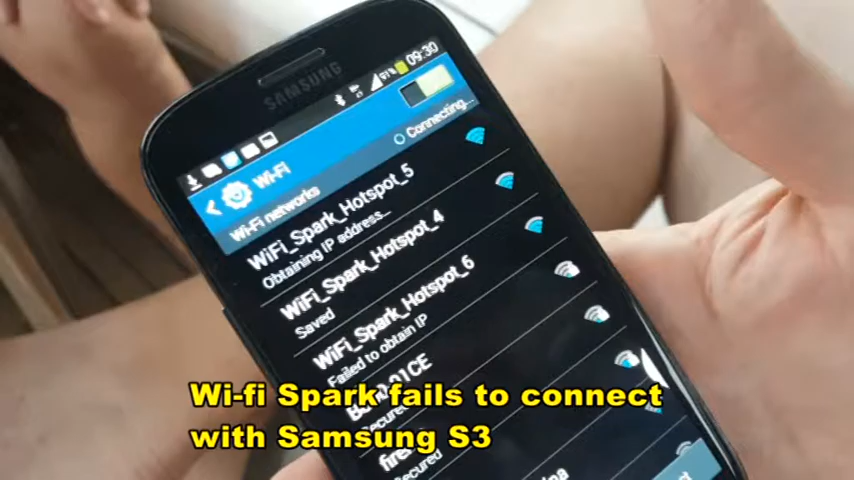 SAMSUNG
91% 09:30
Wi-Fi
Connecting...
Wi-Fi networks
WiFi_Spark_Hotspot_5
Obtaining IP address...
WiFi_Spark_Hotspot_4
Saved
WiFi_Spark_Hotspot_6
Failed to obtain IP
Secured
Wi-fi Spark fails to connect
with Samsung S3